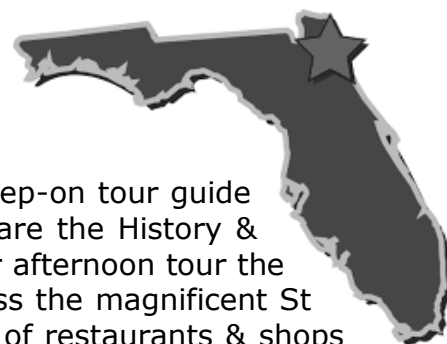 ep-on tour guide
are the History &
r afternoon tour the
ss the magnificent St
of restaurants & shops